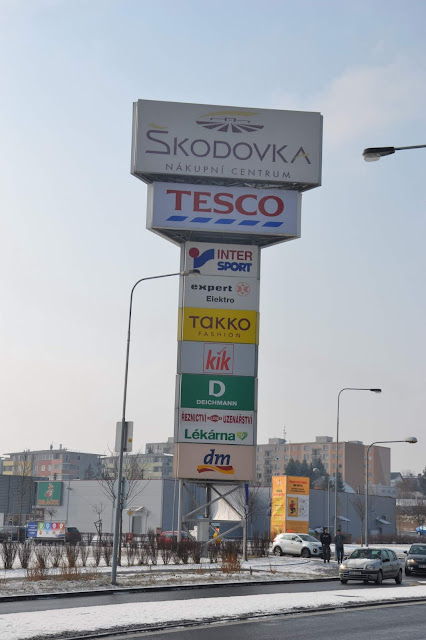 ŠKODOVKA
NÁKUPNÍ CENTRUM
TESCO
INTER
SPORT
expert
Elektro
TAKKO
FASHION
kik
D
DEICHMANN
ŘEZNICTVÍ UZENÁŘSTVÍ
Lékárna
dm